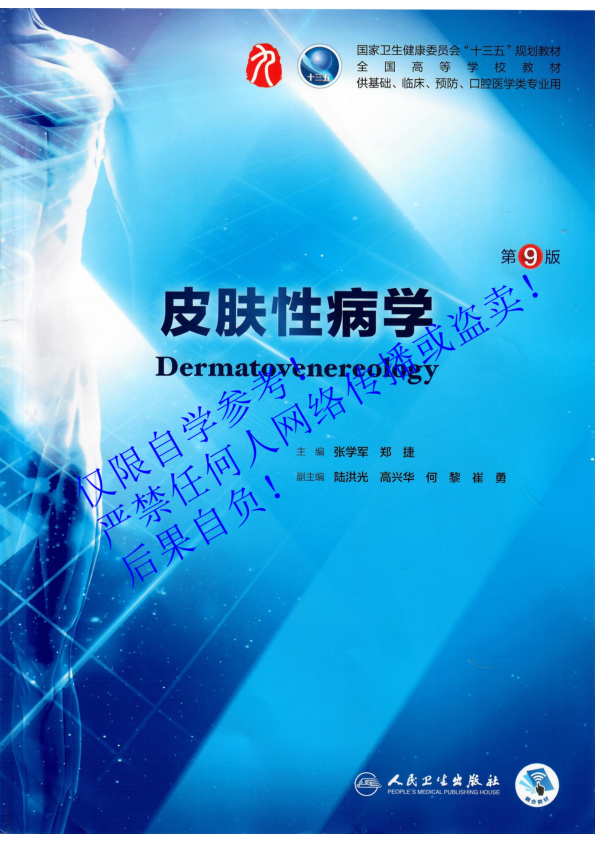 国家卫生健康委员会“十三五”规划教材
全国高等学校教材
供基础、临床、预防、口腔医学类专业用
十三五
第9版
皮肤性病学
Dermatovenereology
仅限自学参考！
严禁任何人网络传播或盗卖！
后果自负！
主 编 张学军 郑 捷
副主编 陆洪光 高兴华 何 黎 崔 勇
人民卫生出版社
PEOPLE'S MEDICAL PUBLISHING HOUSE
融合教材